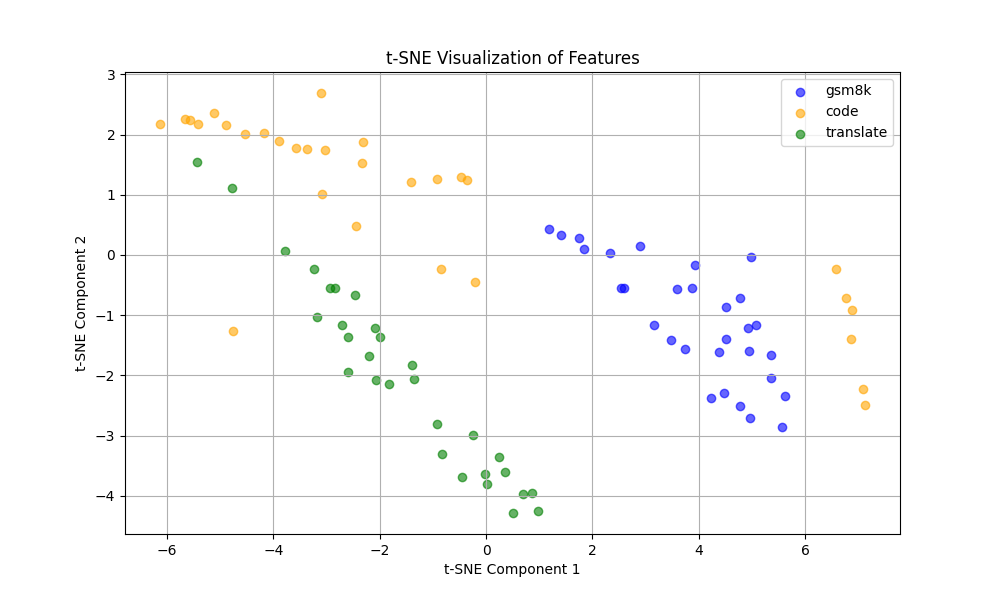 t-SNE Visualization of Features
gsm8k
code
translate
3
2
1
0
−1
−2
−3
−4
t-SNE Component 2
−6
−4
−2
0
2
4
6
t-SNE Component 1